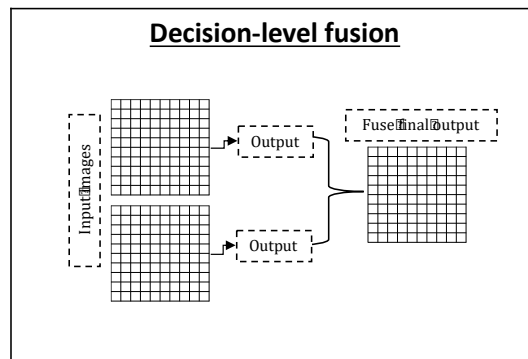 Decision-level fusion
Input images
Output
Output
Fuse final output